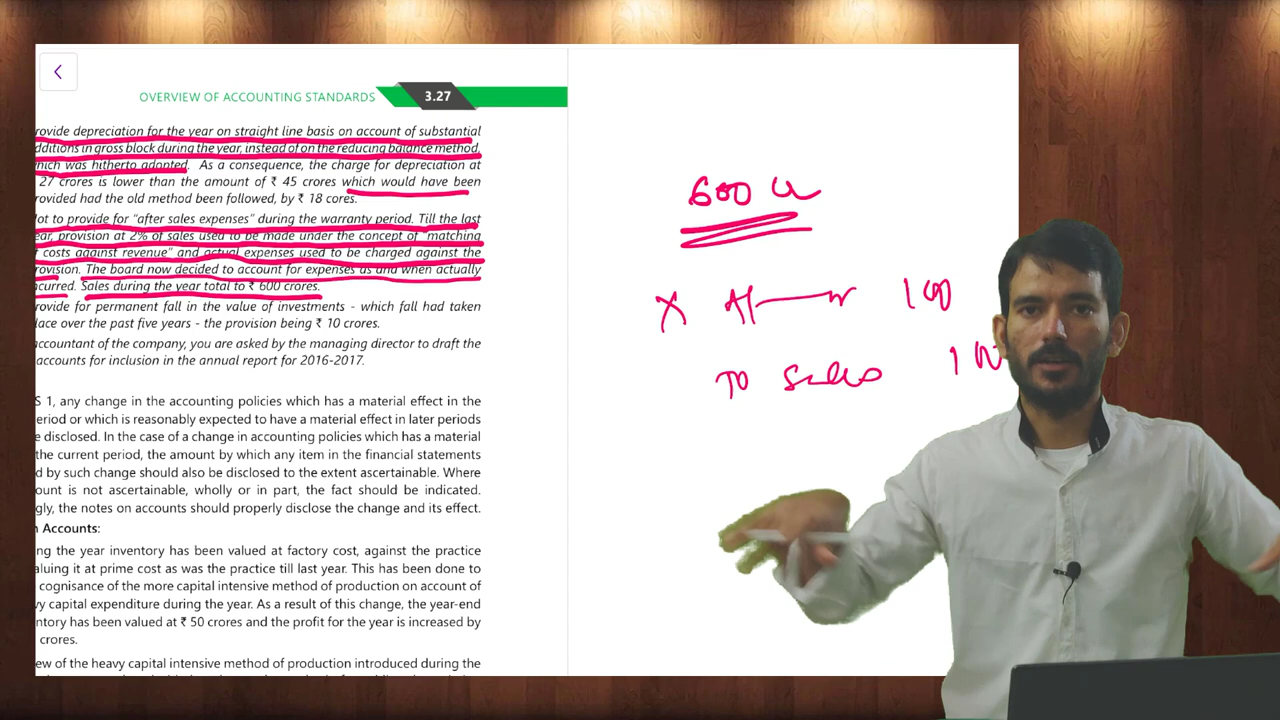 OVERVIEW OF ACCOUNTING STANDARDS 3.27
rovide depreciation for the year on straight line basis on account of substantial
dditions in gross block during the year, instead of on the reducing balance method,
hich was hitherto adopted. As a consequence, the charge for depreciation at
27 crores is lower than the amount of ₹ 45 crores which would have been
rovided had the old method been followed, by ₹ 18 cores.
ot to provide for "after sales expenses" during the warranty period. Till the last
ear, provision at 2% of sales used to be made under the concept of "matching
costs against revenue" and actual expenses used to be charged against the
rovision. The board now decided to account for expenses as and when actually
curred. Sales during the year total to ₹ 600 crores.
rovide for permanent fall in the value of investments - which fall had taken
lace over the past five years - the provision being ₹ 10 crores.
accountant of the company, you are asked by the managing director to draft the
accounts for inclusion in the annual report for 2016-2017.
S 1, any change in the accounting policies which has a material effect in the
eriod or which is reasonably expected to have a material effect in later periods
e disclosed. In the case of a change in accounting policies which has a material
the current period, the amount by which any item in the financial statements
d by such change should also be disclosed to the extent ascertainable. Where
ount is not ascertainable, wholly or in part, the fact should be indicated.
gly, the notes on accounts should properly disclose the change and its effect.
n Accounts:
ng the year inventory has been valued at factory cost, against the practice
aluing it at prime cost as was the practice till last year. This has been done to
cognisance of the more capital intensive method of production on account of
vy capital expenditure during the year. As a result of this change, the year-end
ntory has been valued at ₹ 50 crores and the profit for the year is increased by
crores.
ew of the heavy capital intensive method of production introduced during the
600 Cr
X A/c Dr 100
To Sales